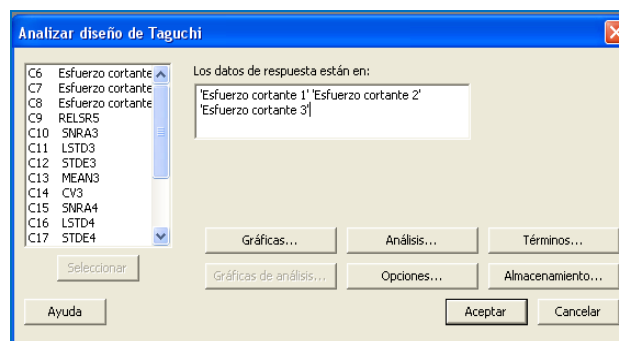 Analizar diseño de Taguchi
C6 Esfuerzo cortante
C7 Esfuerzo cortante
C8 Esfuerzo cortante
C9 RELSR5
C10 SNRA3
C11 LSTD3
C12 STDE3
C13 MEAN3
C14 CV3
C15 SNRA4
C16 LSTD4
C17 STDE4
Los datos de respuesta están en:
'Esfuerzo cortante 1' 'Esfuerzo cortante 2'
'Esfuerzo cortante 3'
Gráficas...
Análisis...
Términos...
Seleccionar
Gráficas de análisis...
Opciones...
Almacenamiento...
Ayuda
Aceptar
Cancelar